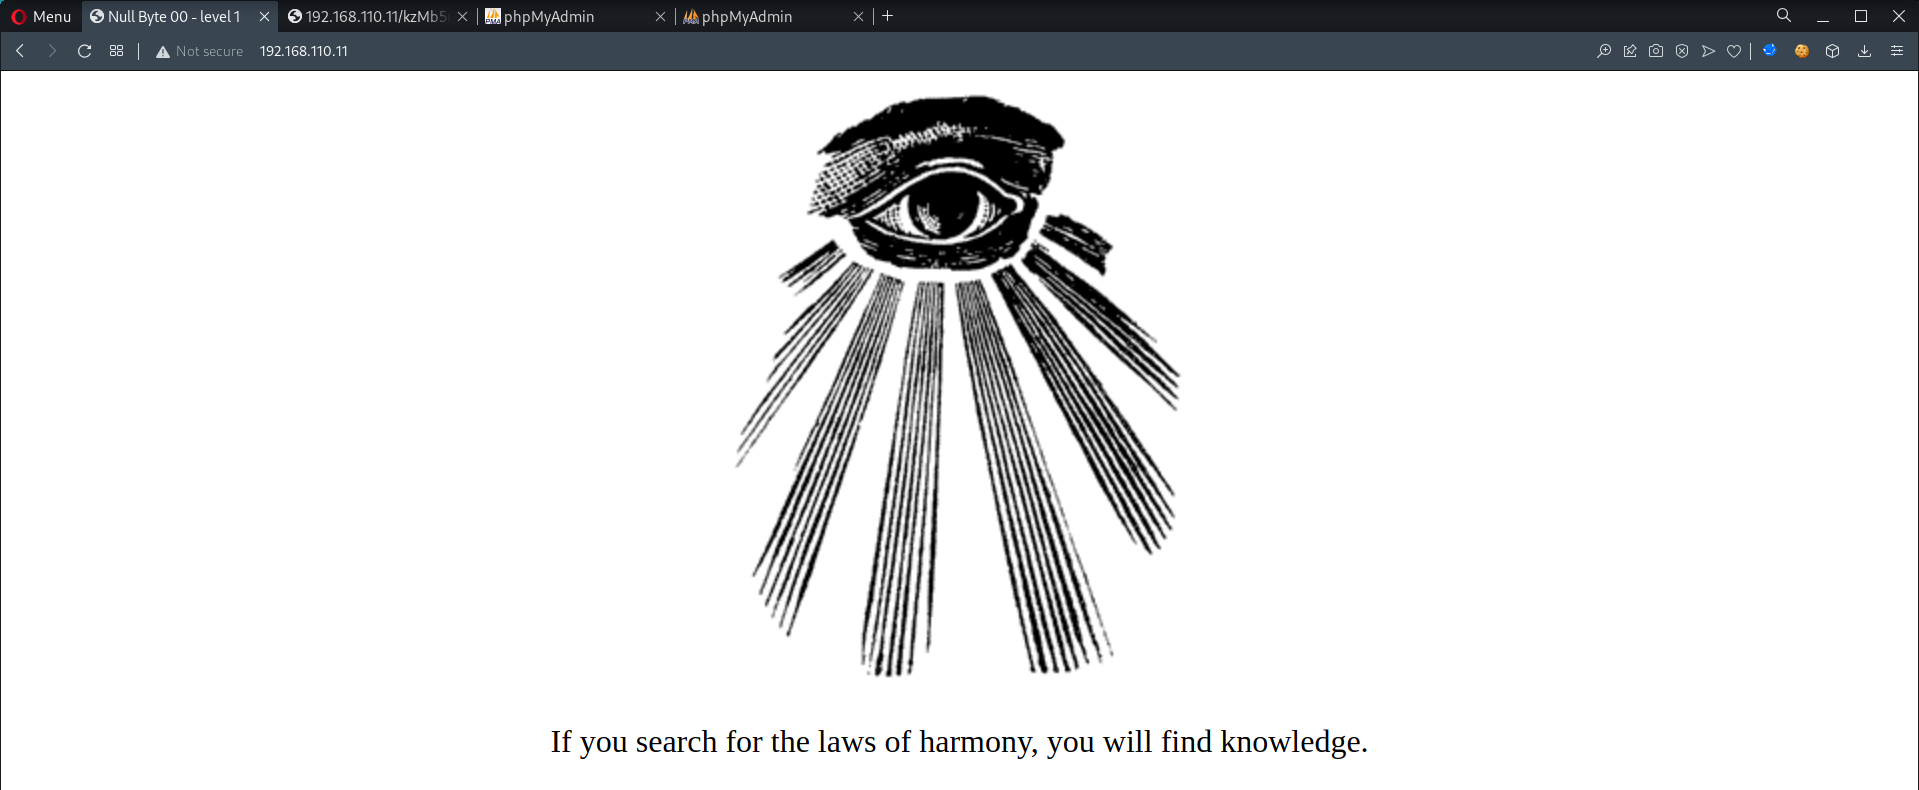 Menu
Null Byte 00 - level 1
192.168.110.11/kzMb5
phpMyAdmin
phpMyAdmin
Not secure
192.168.110.11
If you search for the laws of harmony, you will find knowledge.